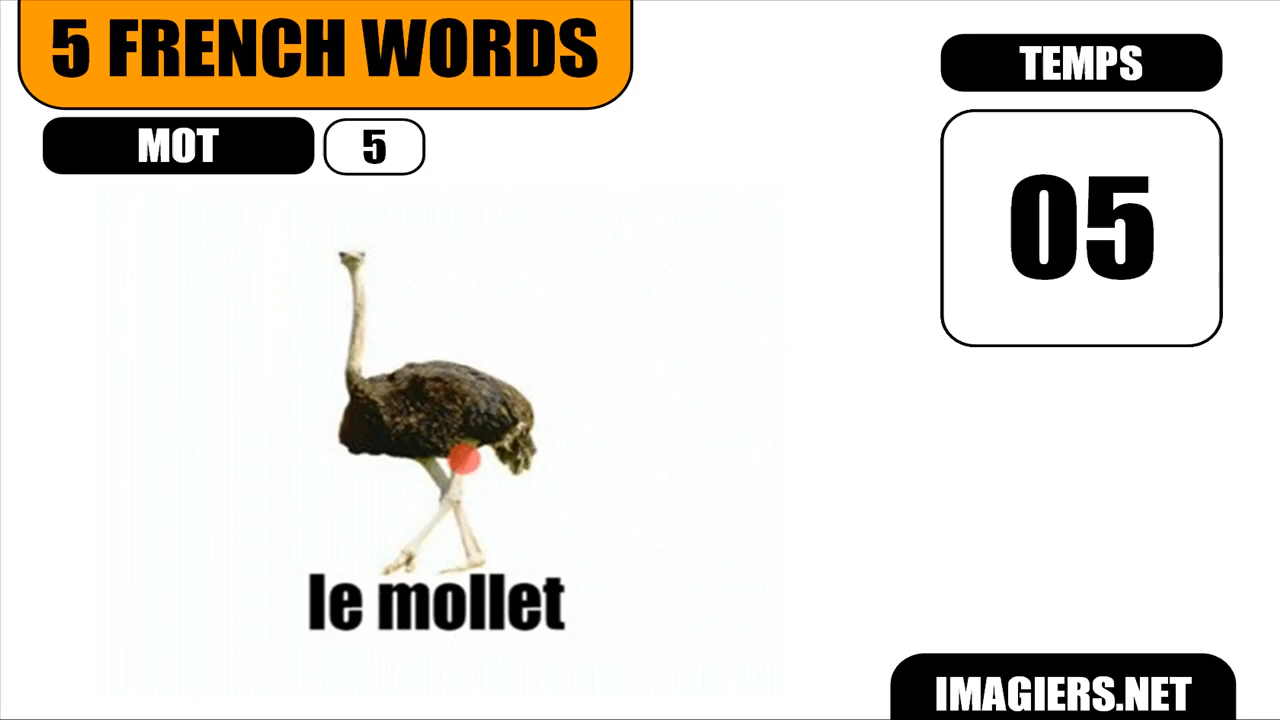 5 FRENCH WORDS
TEMPS
MOT
5
05
le mollet
IMAGIERS.NET